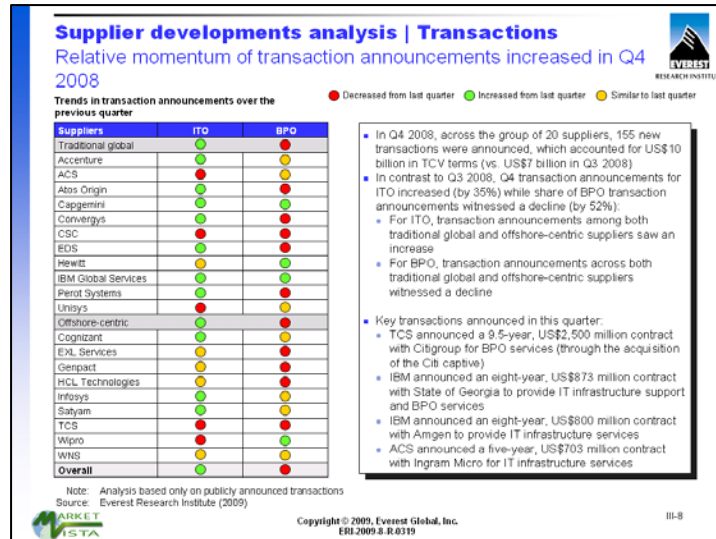 Supplier developments analysis | Transactions
Relative momentum of transaction announcements increased in Q4
2008
EVEREST
RESEARCH INSTITU
Trends in transaction announcements over the
previous quarter
Decreased from last quarter Increased from last quarter Similar to last quarter
Suppliers ITO BPO
Traditional global
Accenture
ACS
Atos Origin
Capgemini
Convergys
CSC
EDS
Hewitt
IBM Global Services
Perot Systems
Unisys
Offshore-centric
Cognizant
EXL Services
Genpact
HCL Technologies
Infosys
Satyam
TCS
Wipro
WNS
Overall
In Q4 2008, across the group of 20 suppliers, 155 new
transactions were announced, which accounted for US$10
billion in TCV terms (vs. US$7 billion in Q3 2008)
In contrast to Q3 2008, Q4 transaction announcements for
ITO increased (by 35%) while share of BPO transaction
announcements witnessed a decline (by 52%):
For ITO, transaction announcements among both
traditional global and offshore-centric suppliers saw an
increase
For BPO, transaction announcements across both
traditional global and offshore-centric suppliers
witnessed a decline
Key transactions announced in this quarter:
TCS announced a 9.5-year, US$2,500 million contract
with Citigroup for BPO services (through the acquisition
of the Citi captive)
IBM announced an eight-year, US$873 million contract
with State of Georgia to provide IT infrastructure support
and BPO services
IBM announced an eight-year, US$800 million contract
with Amgen to provide IT infrastructure services
ACS announced a five-year, US$703 million contract
with Ingram Micro for IT infrastructure services
Note: Analysis based only on publicly announced transactions
Source: Everest Research Institute (2009)
MARKET
VISTA
Copyright © 2009, Everest Global, Inc.
ERI-2009-8-R-0319
III-8